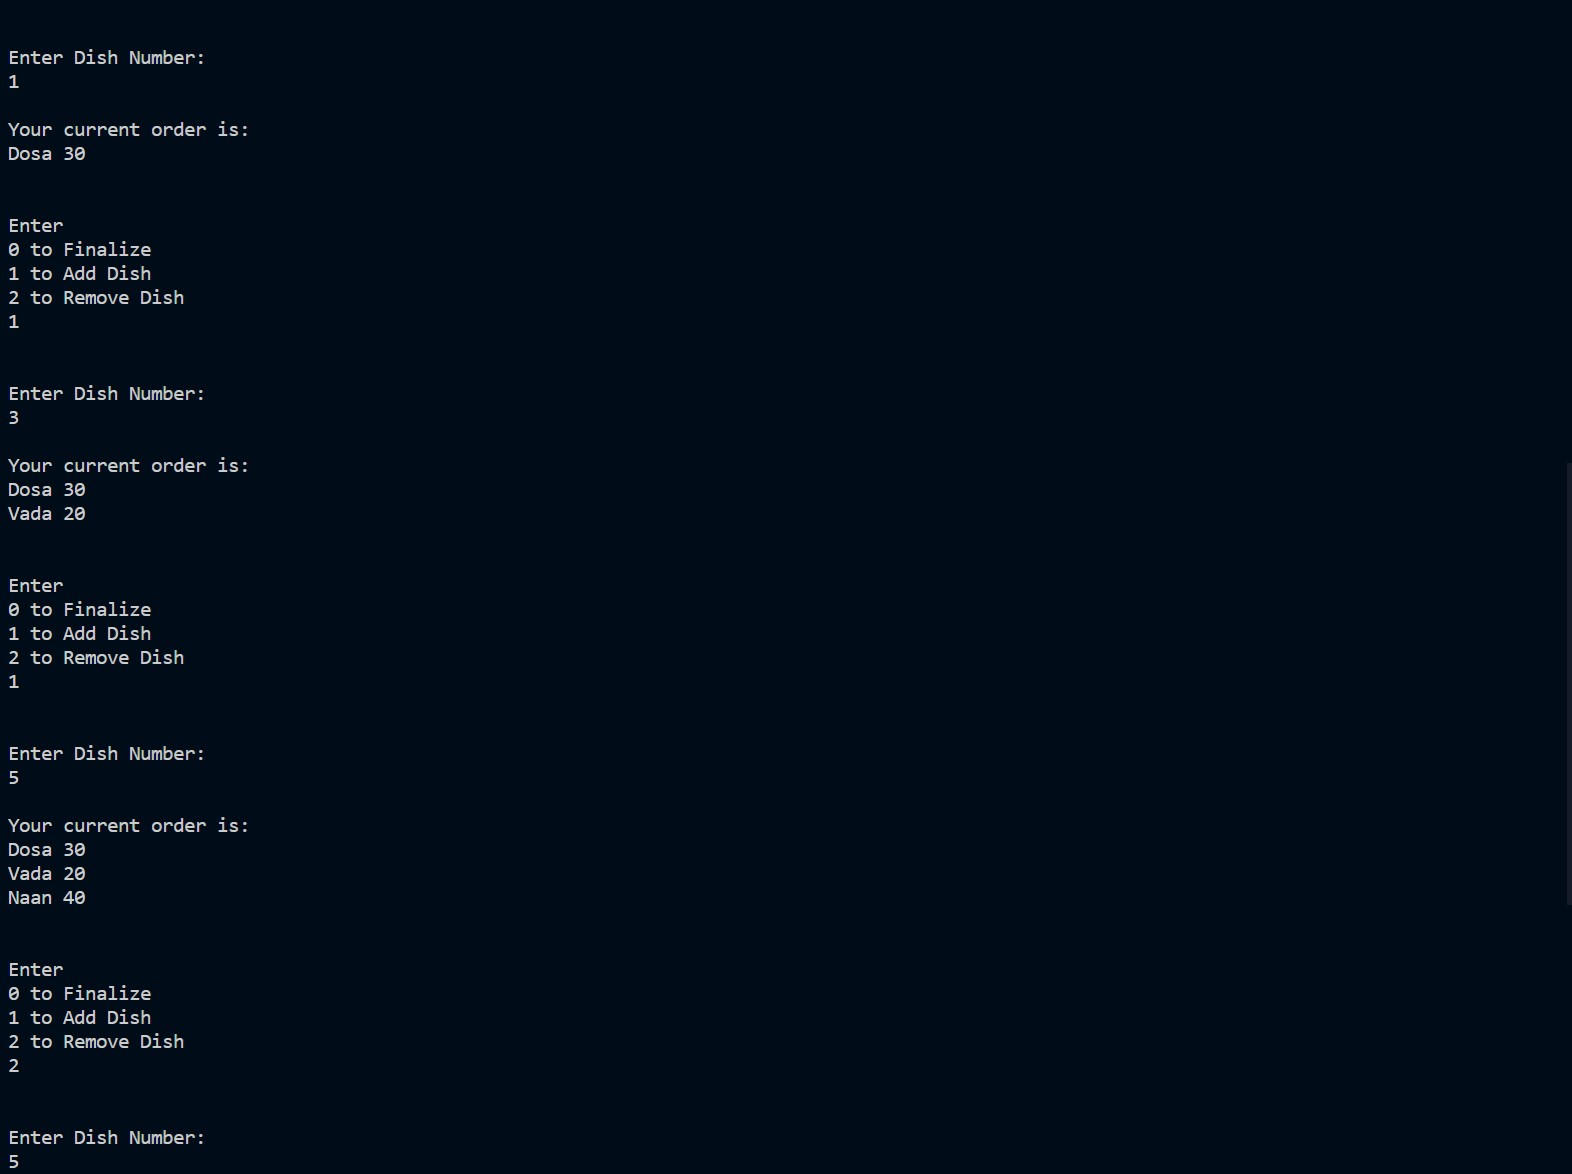 Enter Dish Number:
1
Your current order is:
Dosa 30
Enter
0 to Finalize
1 to Add Dish
2 to Remove Dish
1
Enter Dish Number:
3
Your current order is:
Dosa 30
Vada 20
Enter
0 to Finalize
1 to Add Dish
2 to Remove Dish
1
Enter Dish Number:
5
Your current order is:
Dosa 30
Vada 20
Naan 40
Enter
0 to Finalize
1 to Add Dish
2 to Remove Dish
2
Enter Dish Number:
5